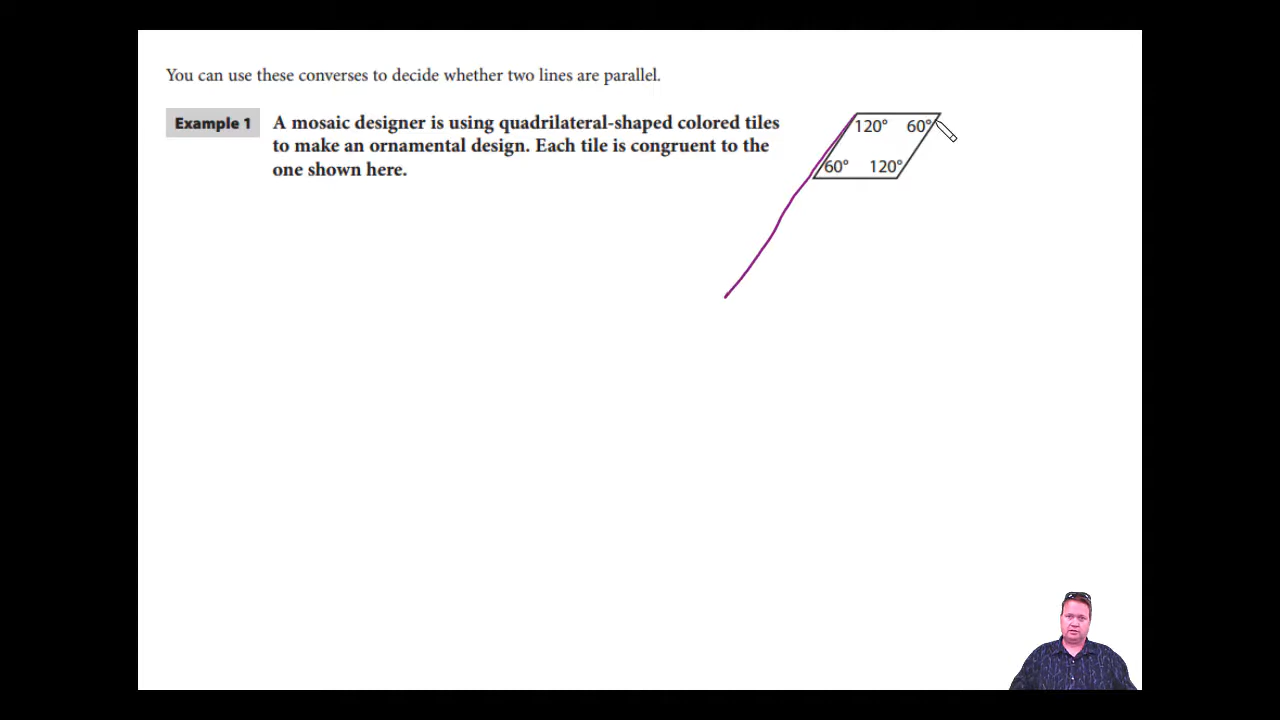 You can use these converses to decide whether two lines are parallel.
Example 1 A mosaic designer is using quadrilateral-shaped colored tiles
to make an ornamental design. Each tile is congruent to the
one shown here.
120° 60°
60° 120°